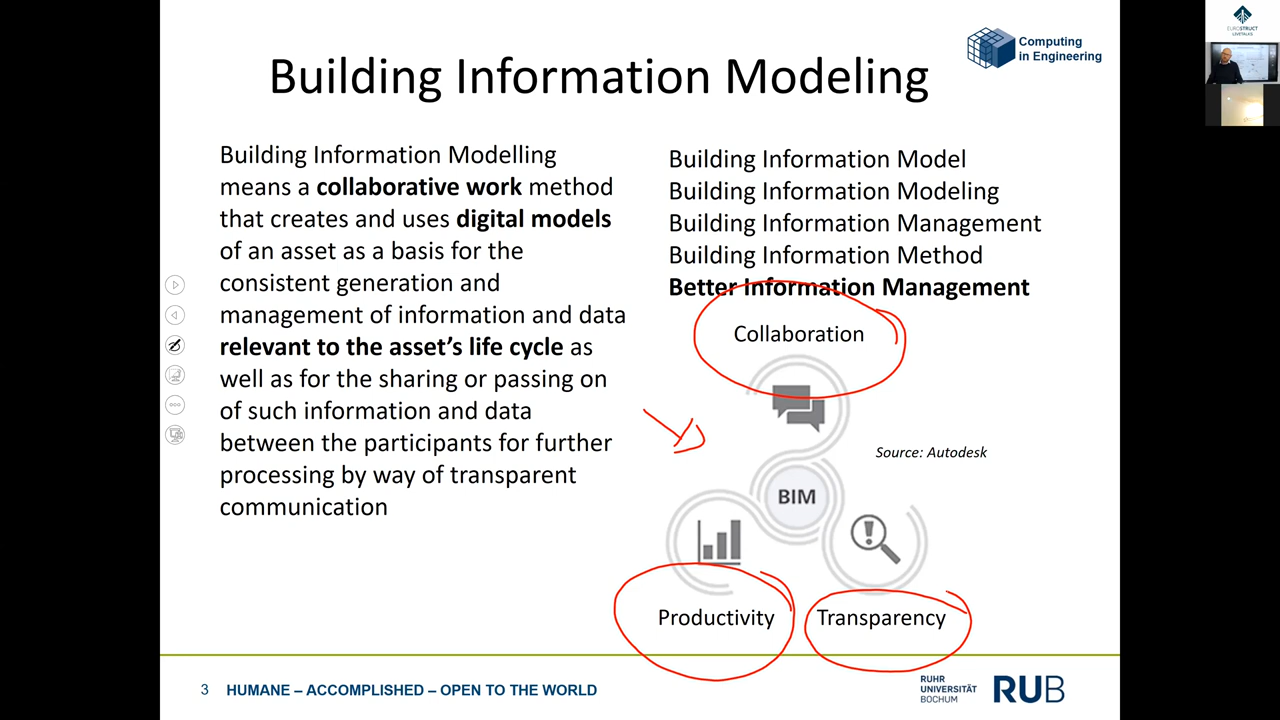 Building Information Modeling
Computing
in Engineering
EUROSTRUCT
LIVETALKS
Building Information Modelling
means a collaborative work method
that creates and uses digital models
of an asset as a basis for the
consistent generation and
management of information and data
relevant to the asset's life cycle as
well as for the sharing or passing on
of such information and data
between the participants for further
processing by way of transparent
communication
Building Information Model
Building Information Modeling
Building Information Management
Building Information Method
Better Information Management
Collaboration
Source: Autodesk
BIM
Productivity
Transparency
3 HUMANE – ACCOMPLISHED – OPEN TO THE WORLD
RUHR
UNIVERSITÄT
BOCHUM
RUB